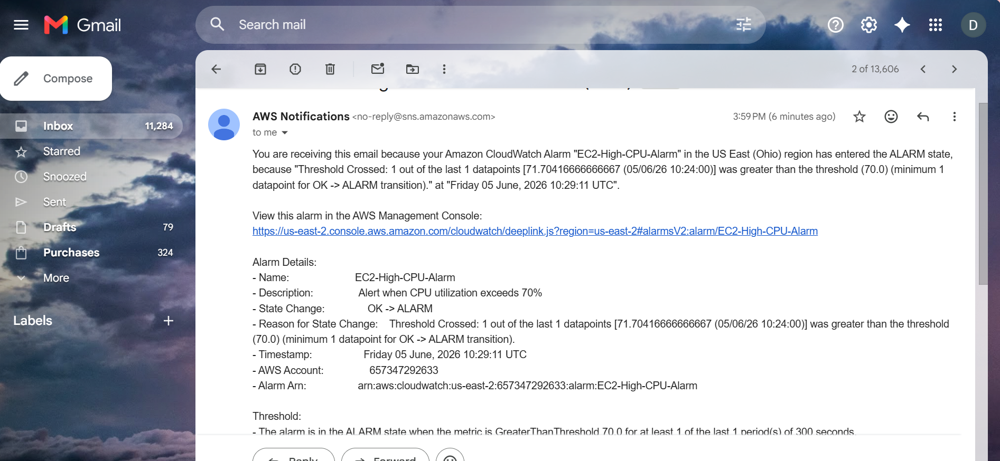 Gmail
Search mail
D
Compose
2 of 13,606
Inbox 11,284
Starred
Snoozed
Sent
Drafts 79
Purchases 324
More
Labels
AWS Notifications <no-reply@sns.amazonaws.com>
3:59 PM (6 minutes ago)
to me
You are receiving this email because your Amazon CloudWatch Alarm "EC2-High-CPU-Alarm" in the US East (Ohio) region has entered the ALARM state,
because "Threshold Crossed: 1 out of the last 1 datapoints [71.70416666666667 (05/06/26 10:24:00)] was greater than the threshold (70.0) (minimum 1
datapoint for OK -> ALARM transition)." at "Friday 05 June, 2026 10:29:11 UTC".
View this alarm in the AWS Management Console:
https://us-east-2.console.aws.amazon.com/cloudwatch/deeplink.js?region=us-east-2#alarmsV2:alarm/EC2-High-CPU-Alarm
Alarm Details:
- Name: EC2-High-CPU-Alarm
- Description: Alert when CPU utilization exceeds 70%
- State Change: OK -> ALARM
- Reason for State Change: Threshold Crossed: 1 out of the last 1 datapoints [71.70416666666667 (05/06/26 10:24:00)] was greater than the threshold
(70.0) (minimum 1 datapoint for OK -> ALARM transition).
- Timestamp: Friday 05 June, 2026 10:29:11 UTC
- AWS Account: 657347292633
- Alarm Arn: arn:aws:cloudwatch:us-east-2:657347292633:alarm:EC2-High-CPU-Alarm
Threshold:
- The alarm is in the ALARM state when the metric is GreaterThanThreshold 70.0 for at least 1 of the last 1 period(s) of 300 seconds.
Reply
Forward